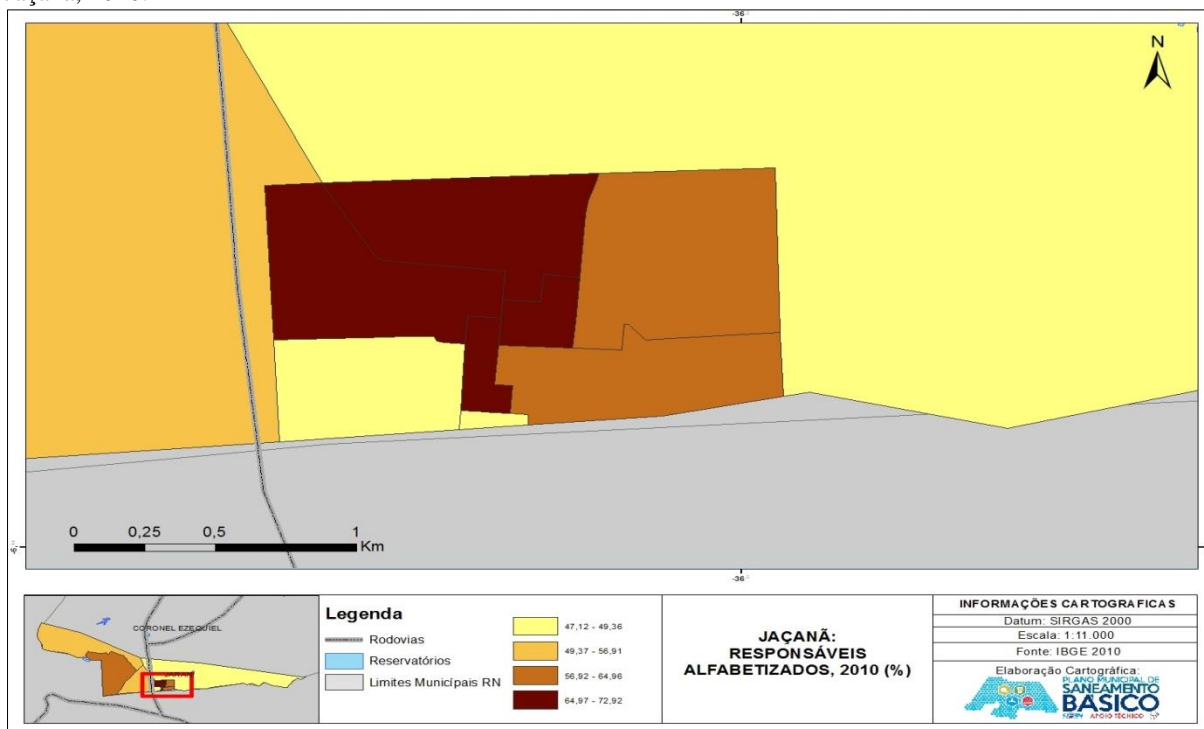 -36
N
0 0,25 0,5 1
Km
-36
CORONEL EZEQUIEL
Legenda
Rodovias
Reservatórios
Limites Municípais RN
47,12 - 49,36
49,37 - 56,91
56,92 - 64,96
64,97 - 72,92
JAÇANÃ:
RESPONSÁVEIS
ALFABETIZADOS, 2010 (%)
INFORMAÇÕES CARTOGRAFICAS
Datum: SIRGAS 2000
Escala: 1:11.000
Fonte: IBGE 2010
Elaboração Cartográfica:
PLANO MUNICIPAL DE
SANEAMENTO
BÁSICO
APOIO TÉCNICO